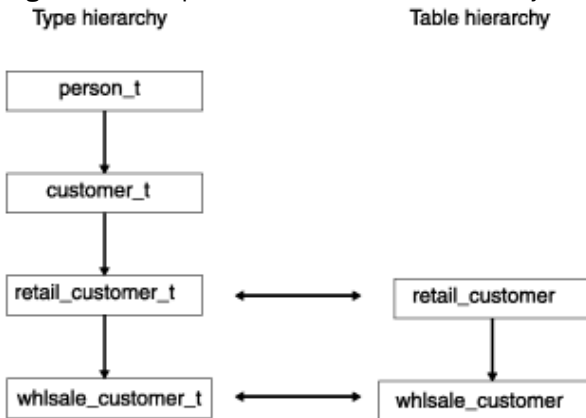 Type hierarchy Table hierarchy
person_t
customer_t
retail_customer_t retail_customer
whlsale_customer_t whlsale_customer